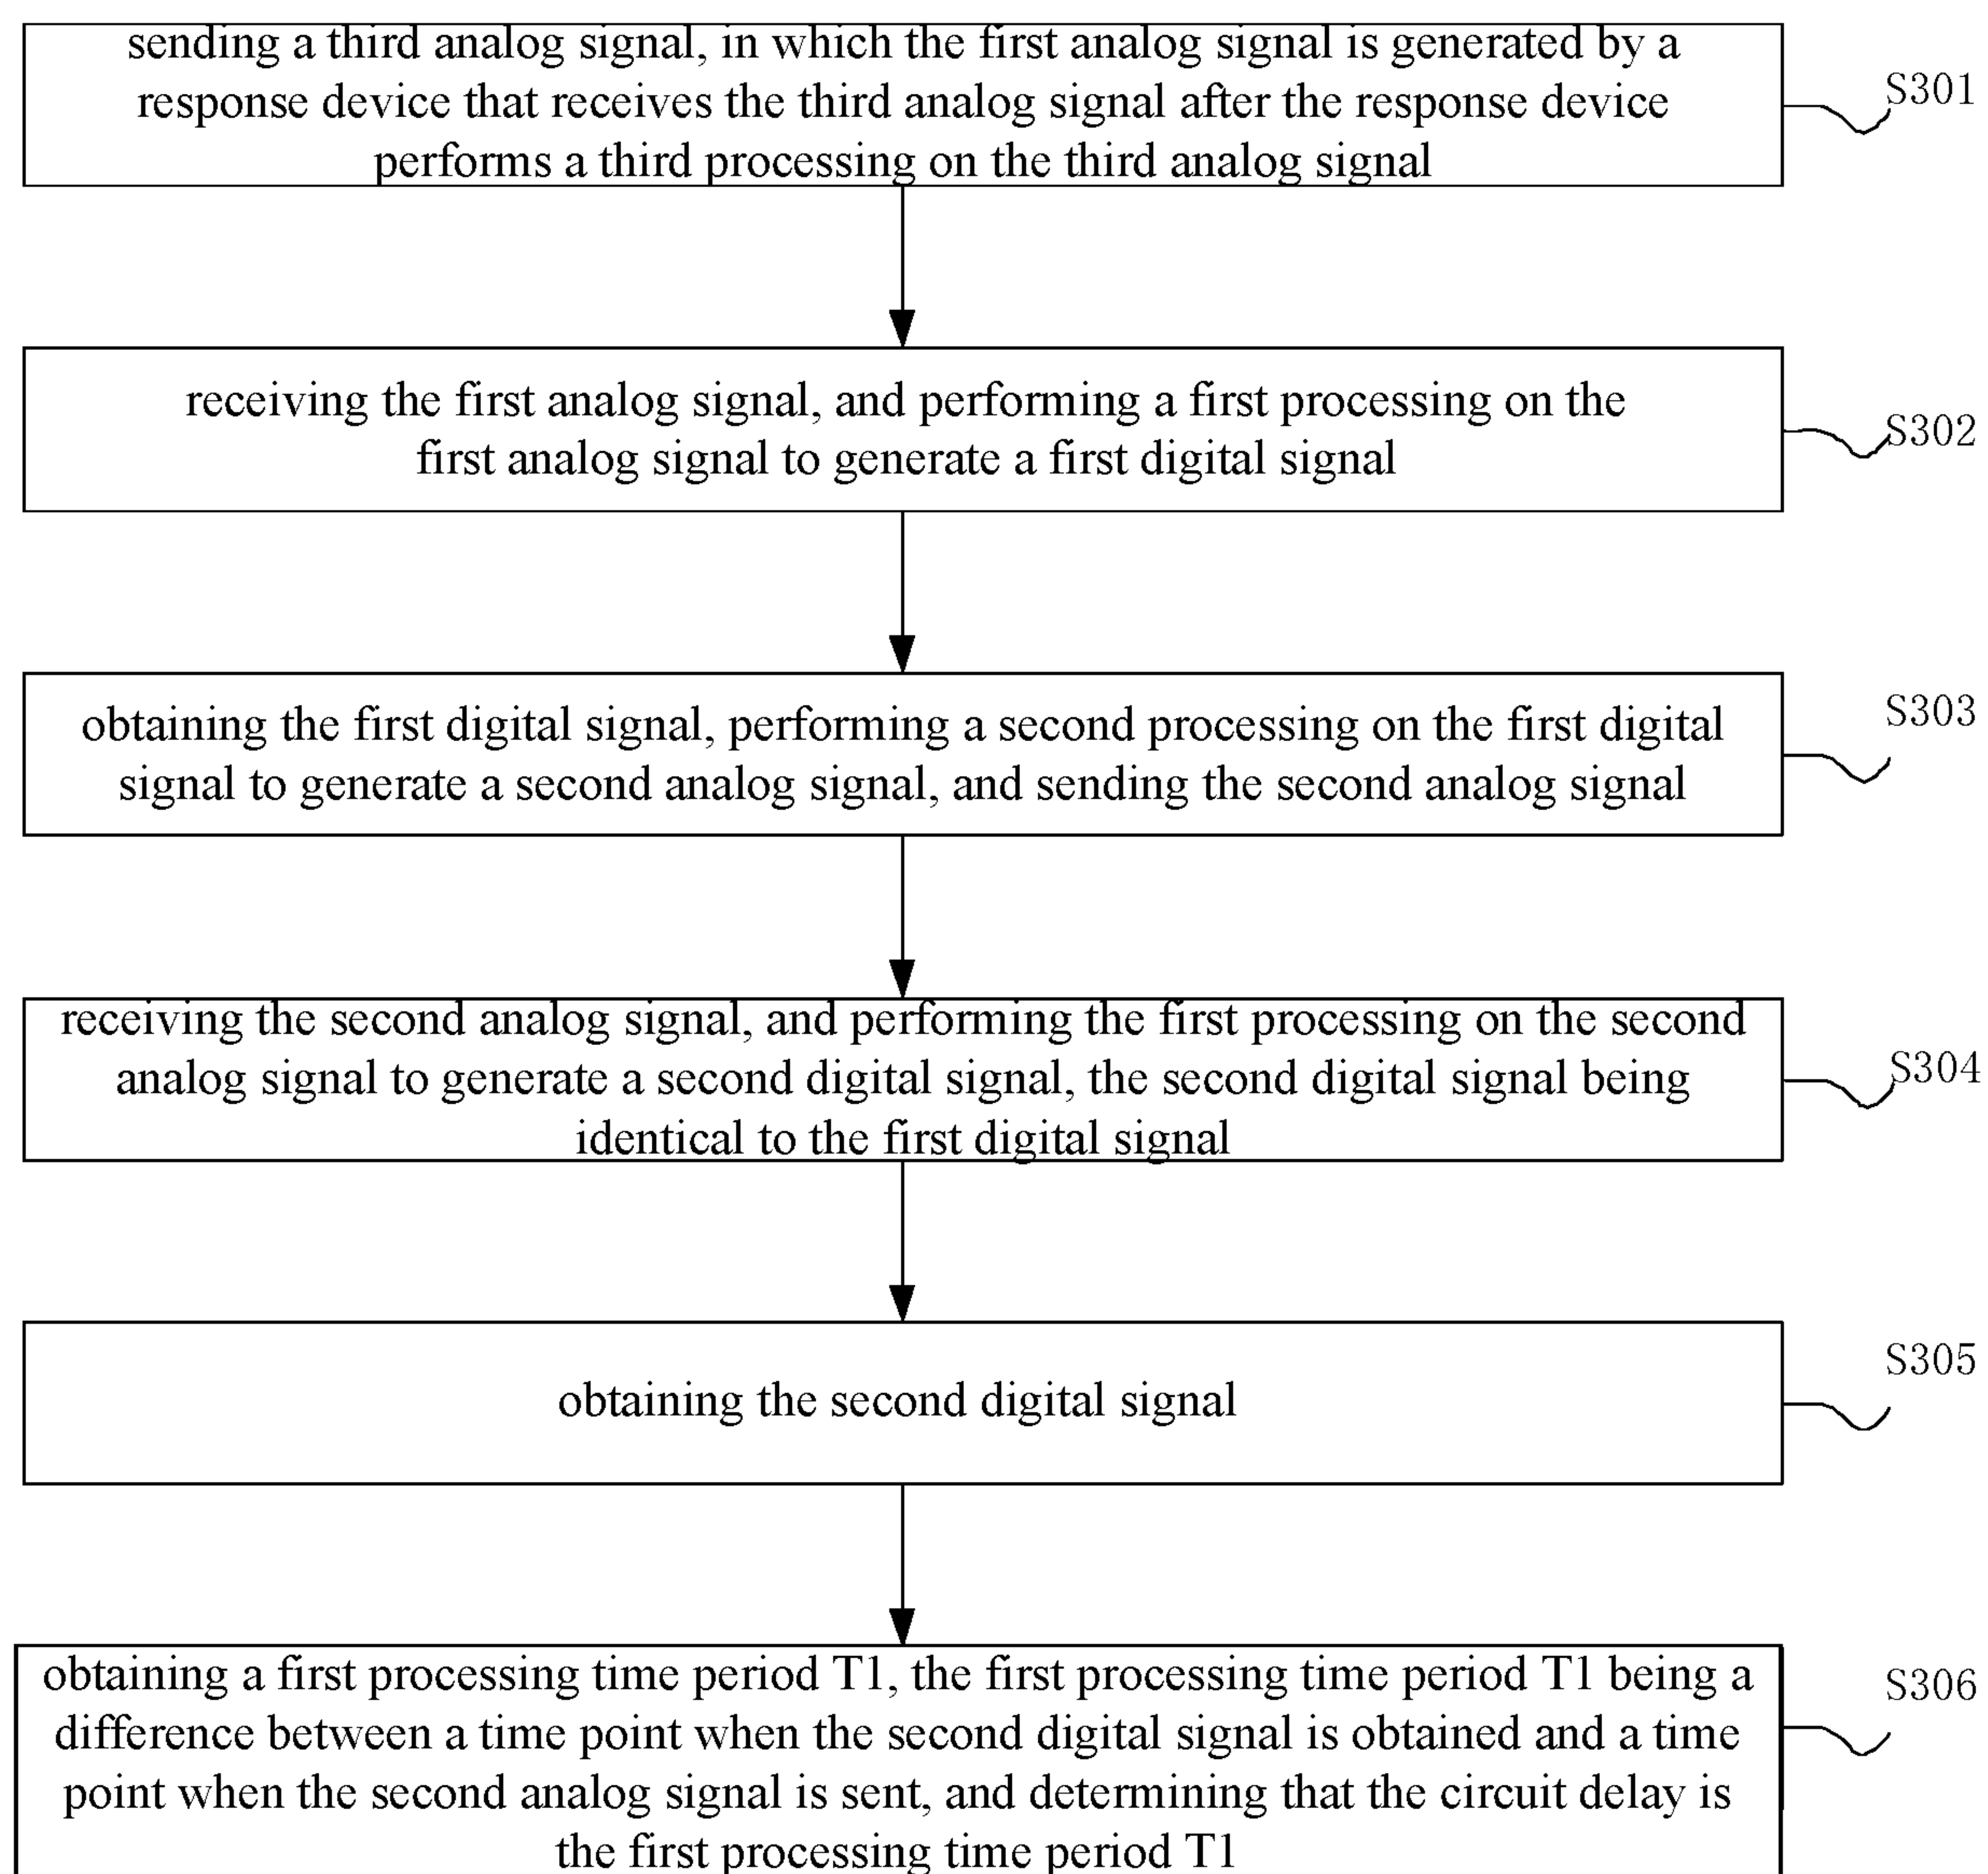 sending a third analog signal, in which the first analog signal is generated by a
response device that receives the third analog signal after the response device
performs a third processing on the third analog signal
S301
receiving the first analog signal, and performing a first processing on the
first analog signal to generate a first digital signal
S302
obtaining the first digital signal, performing a second processing on the first digital
signal to generate a second analog signal, and sending the second analog signal
S303
receiving the second analog signal, and performing the first processing on the second
analog signal to generate a second digital signal, the second digital signal being
identical to the first digital signal
S304
obtaining the second digital signal
S305
obtaining a first processing time period T1, the first processing time period T1 being a
difference between a time point when the second digital signal is obtained and a time
point when the second analog signal is sent, and determining that the circuit delay is
the first processing time period T1
S306